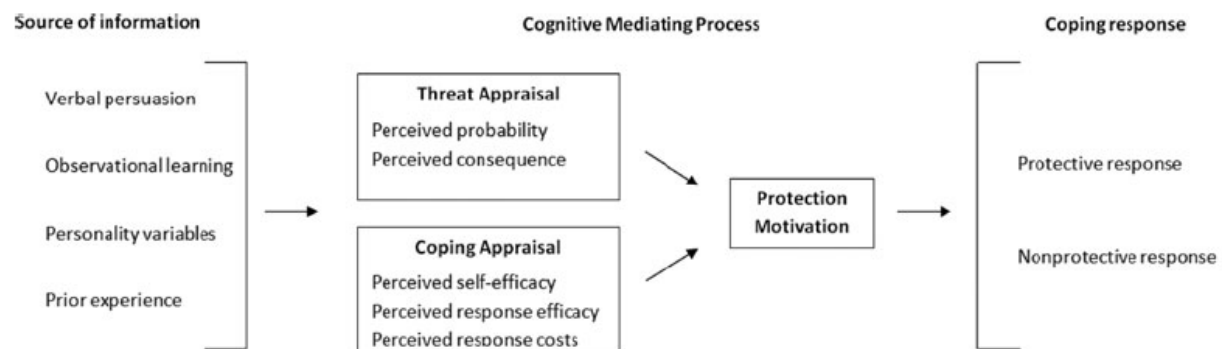 Source of information
Cognitive Mediating Process
Coping response
Verbal persuasion
Observational learning
Personality variables
Prior experience
Threat Appraisal
Perceived probability
Perceived consequence
Coping Appraisal
Perceived self-efficacy
Perceived response efficacy
Perceived response costs
Protection
Motivation
Protective response
Nonprotective response